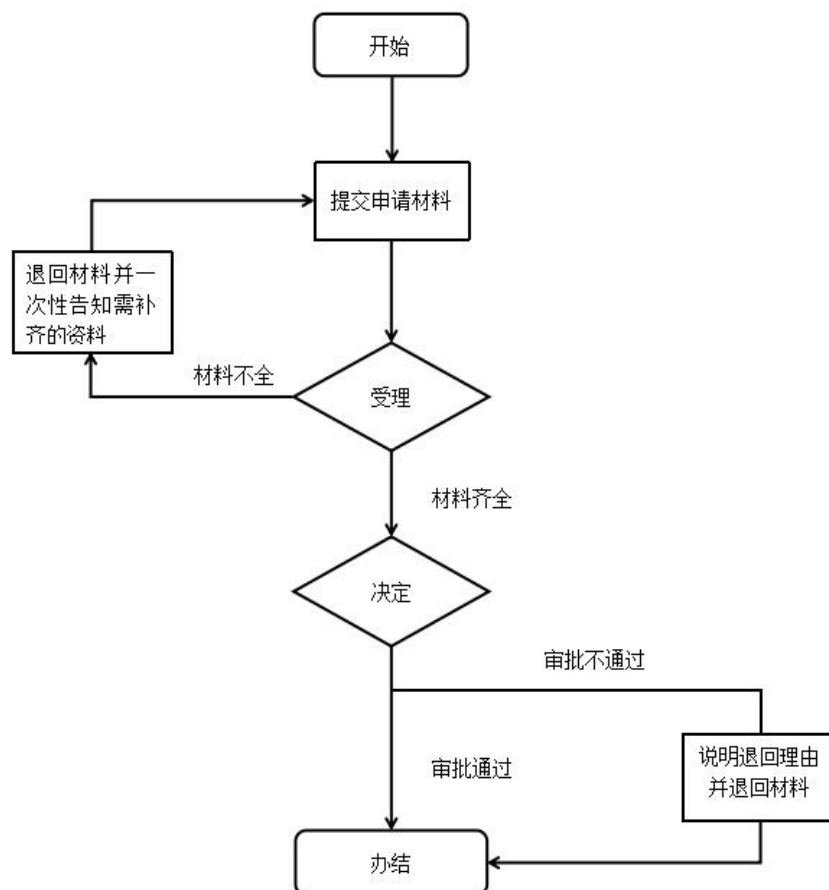 开始
提交申请材料
退回材料并一
次性告知需补
齐的资料
材料不全
受理
材料齐全
决定
审批不通过
审批通过
说明退回理由
并退回材料
办结